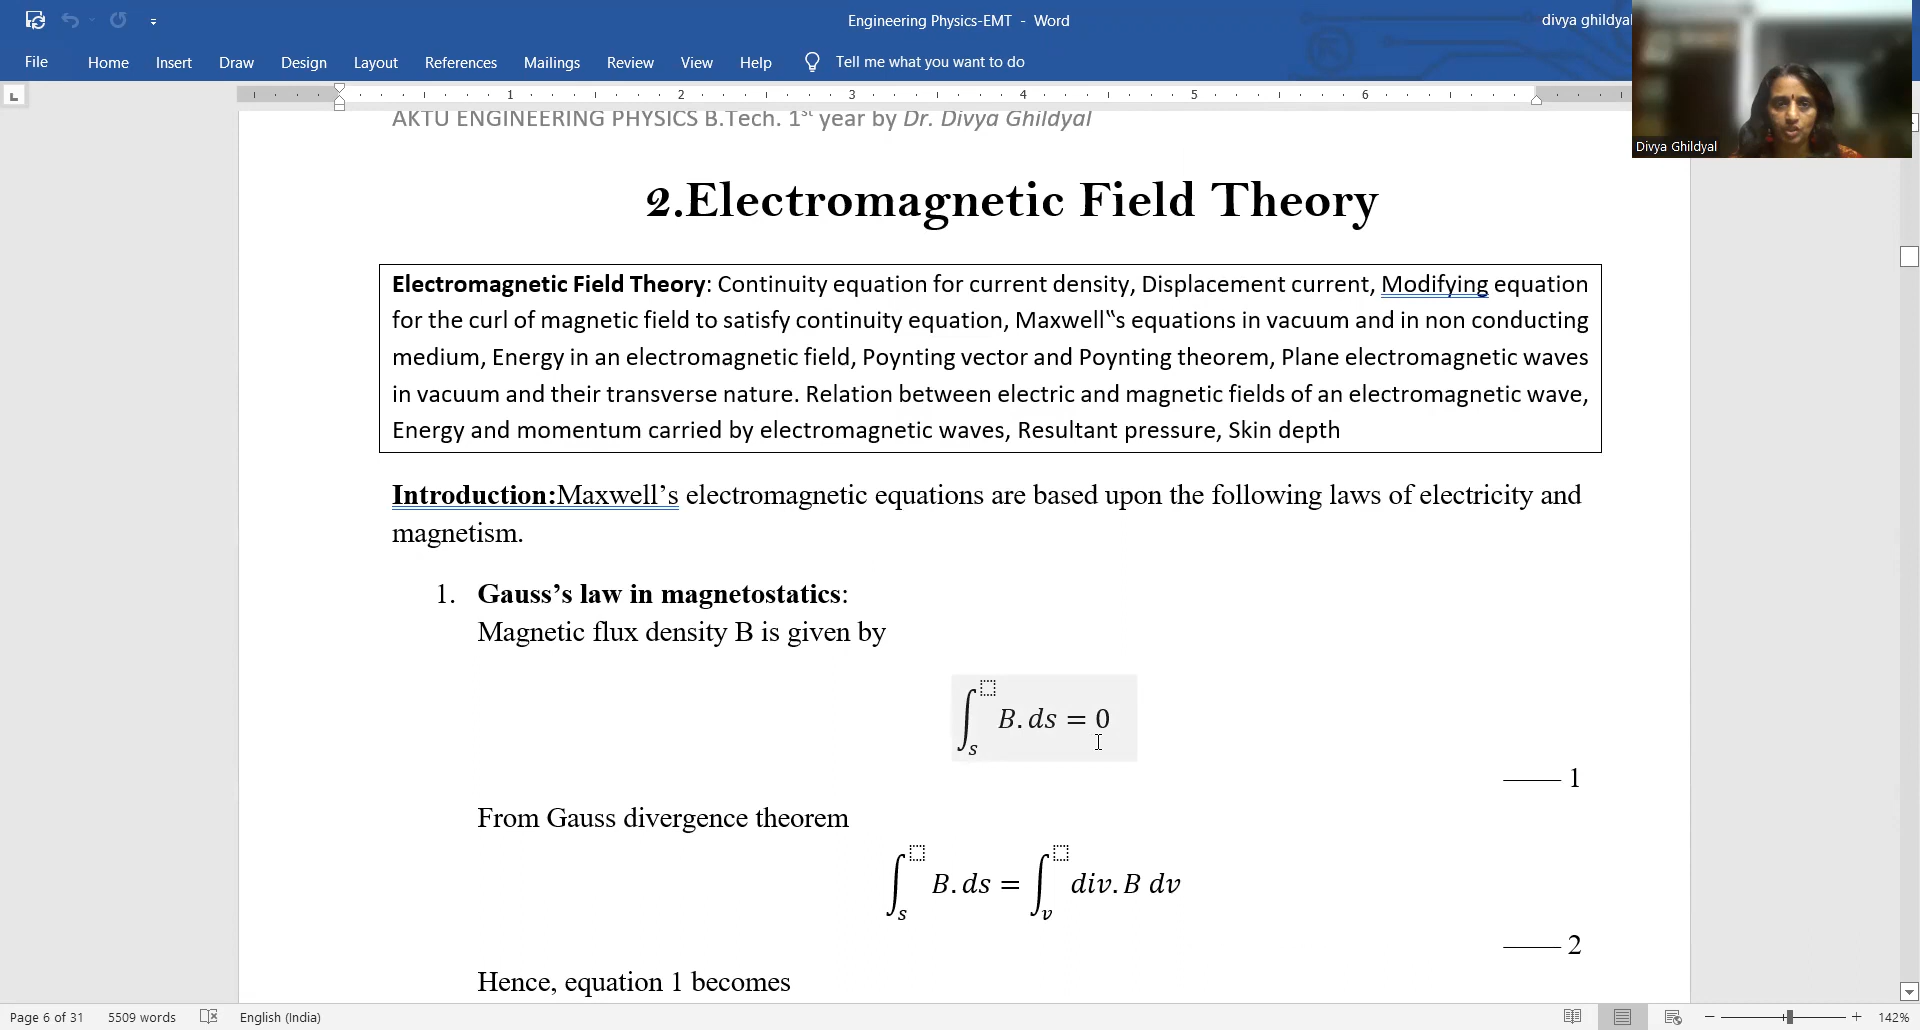 Engineering Physics-EMT - Word
divya ghildyal
File Home Insert Draw Design Layout References Mailings Review View Help Tell me what you want to do
Divya Ghildyal
1 2 3 4 5 6
AKTU ENGINEERING PHYSICS B.Tech. 1st year by Dr. Divya Ghildyal
2.Electromagnetic Field Theory
Electromagnetic Field Theory: Continuity equation for current density, Displacement current, Modifying equation
for the curl of magnetic field to satisfy continuity equation, Maxwell‟s equations in vacuum and in non conducting
medium, Energy in an electromagnetic field, Poynting vector and Poynting theorem, Plane electromagnetic waves
in vacuum and their transverse nature. Relation between electric and magnetic fields of an electromagnetic wave,
Energy and momentum carried by electromagnetic waves, Resultant pressure, Skin depth
Introduction:Maxwell’s electromagnetic equations are based upon the following laws of electricity and
magnetism.
1. Gauss’s law in magnetostatics:
Magnetic flux density B is given by
∫s B. ds = 0
—— 1
From Gauss divergence theorem
∫s B. ds = ∫v div. B dv
—— 2
Hence, equation 1 becomes
Page 6 of 31 5509 words English (India) 142%